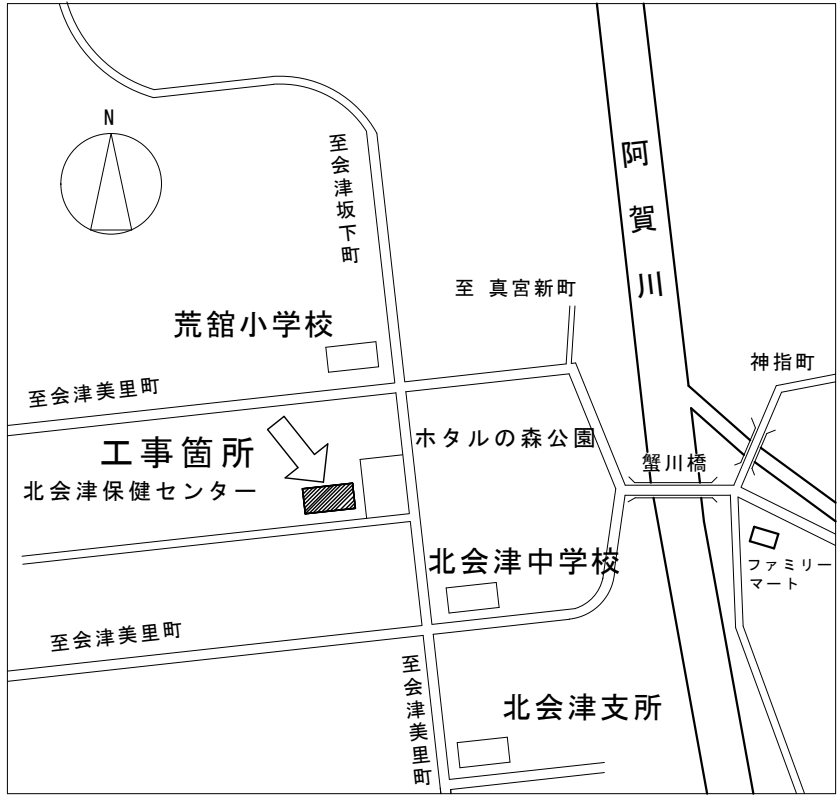 N
至会津坂下町
阿賀川
至 真宮新町
荒舘小学校
神指町
至会津美里町
ホタルの森公園
工事箇所
蟹川橋
北会津保健センター
北会津中学校
ファミリー
マート
至会津美里町
至会津美里町
北会津支所